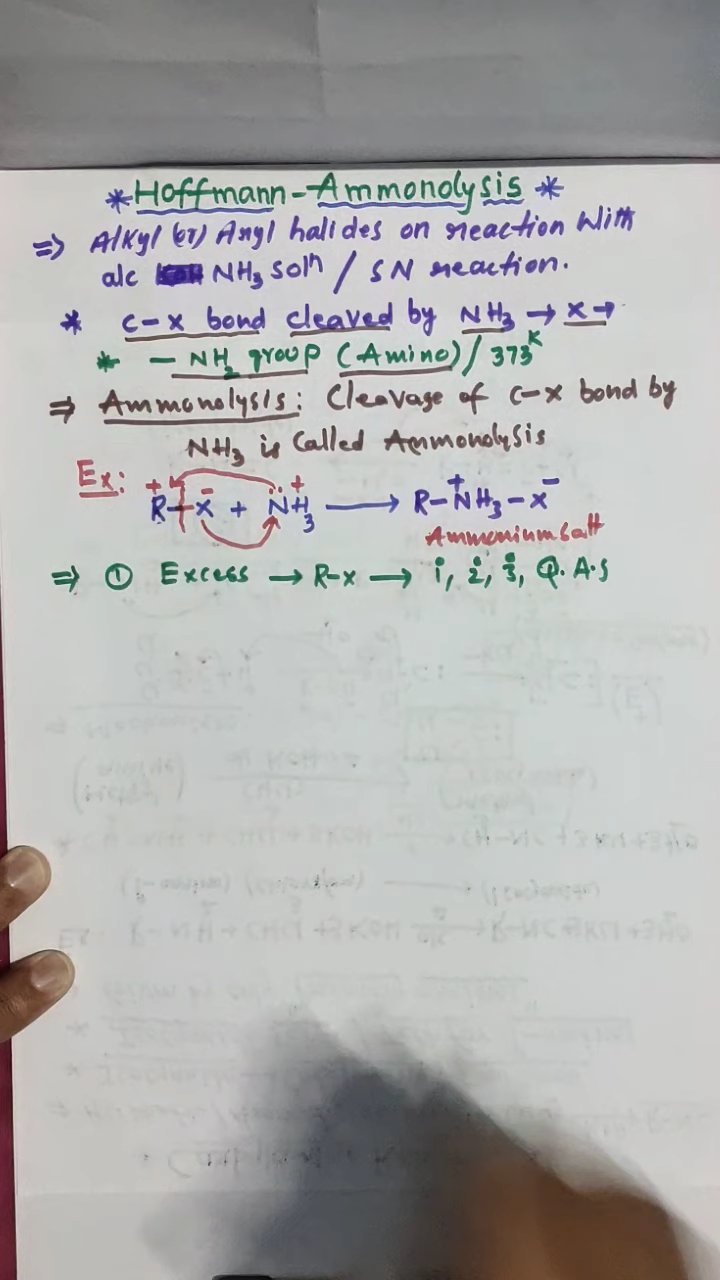 * Hoffmann-Ammonolysis *
⇒ Alkyl (or) Aryl halides on reaction with
alc NH3 solⁿ / SN reaction.
* C-X bond cleaved by NH3 → X →
* - NH2 group (Amino) / 373K
⇒ Ammonolysis: Cleavage of C-X bond by
NH3 is called Ammonolysis
Ex: R⁺-X⁻ + N̈H3⁺ ⟶ R-N⁺H3-X⁻
Ammonium salt
⇒ ① Excess → R-X → 1°, 2°, 3°, Q.A.S